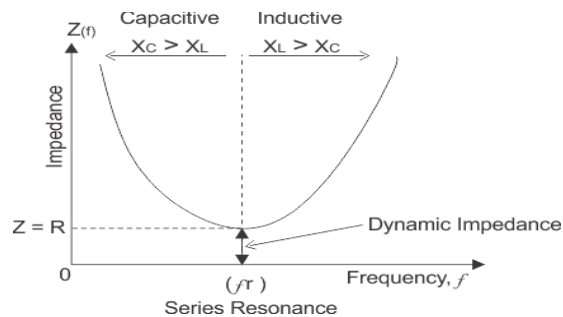 Capacitive Inductive
Z(f)
XC > XL XL > XC
Impedance
Z = R
Dynamic Impedance
0
(fr) Frequency, f
Series Resonance